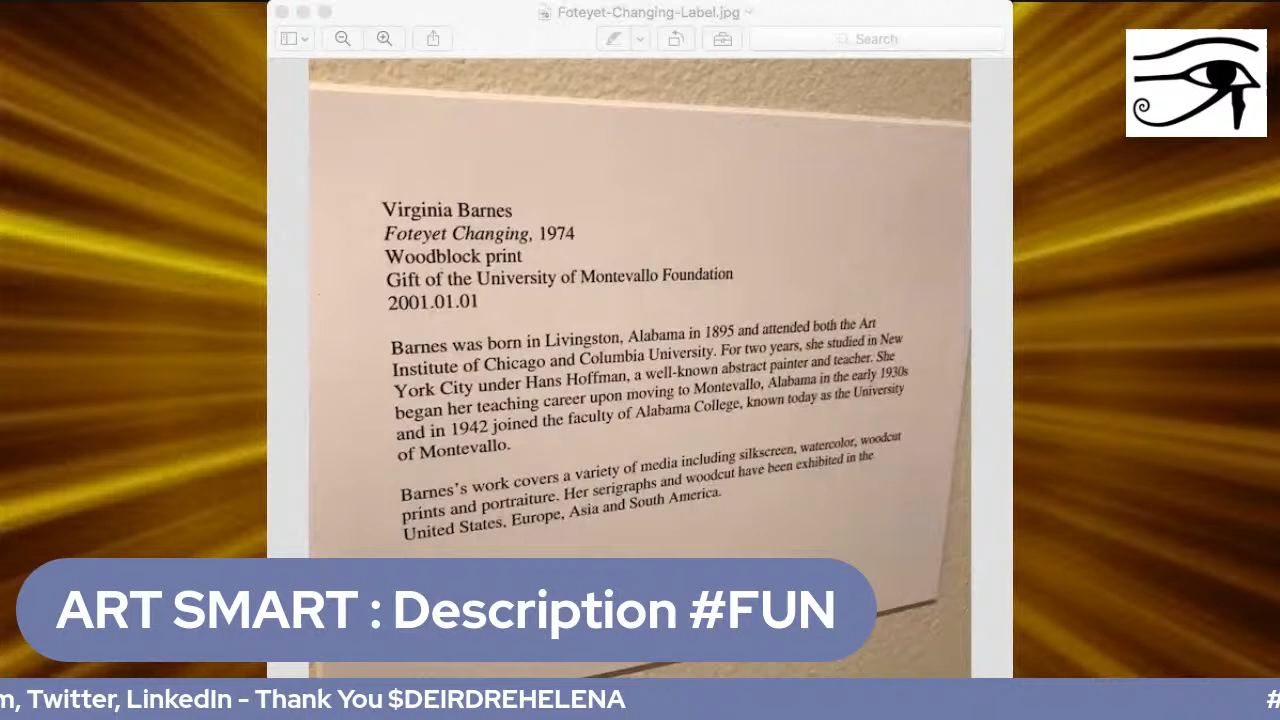 Foteyet-Changing-Label.jpg
Search
Virginia Barnes
Foteyet Changing, 1974
Woodblock print
Gift of the University of Montevallo Foundation
2001.01.01
Barnes was born in Livingston, Alabama in 1895 and attended both the Art
Institute of Chicago and Columbia University. For two years, she studied in New
York City under Hans Hoffman, a well-known abstract painter and teacher. She
began her teaching career upon moving to Montevallo, Alabama in the early 1930s
and in 1942 joined the faculty of Alabama College, known today as the University
of Montevallo.
Barnes's work covers a variety of media including silkscreen, watercolor, woodcut
prints and portraiture. Her serigraphs and woodcut have been exhibited in the
United States, Europe, Asia and South America.
ART SMART : Description #FUN
m, Twitter, LinkedIn - Thank You $DEIRDREHELENA #